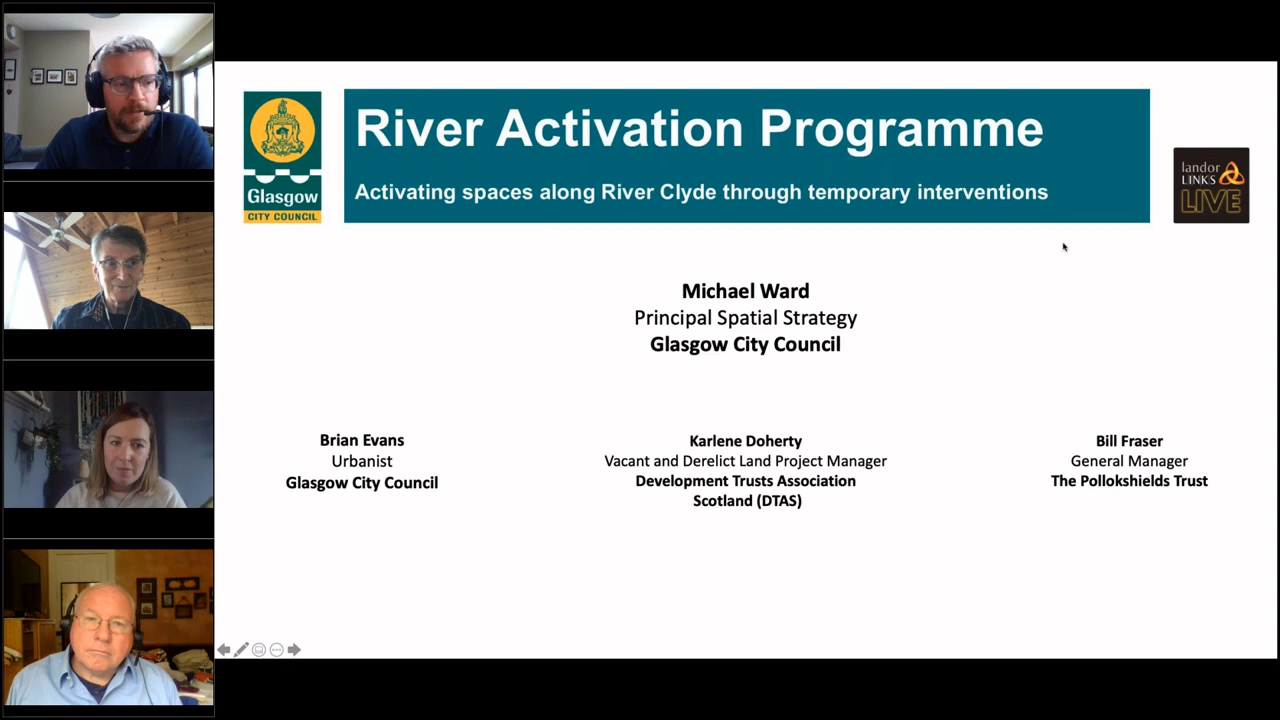 Glasgow
CITY COUNCIL
River Activation Programme
Activating spaces along River Clyde through temporary interventions
landor
LINKS
LIVE
Michael Ward
Principal Spatial Strategy
Glasgow City Council
Brian Evans
Urbanist
Glasgow City Council
Karlene Doherty
Vacant and Derelict Land Project Manager
Development Trusts Association
Scotland (DTAS)
Bill Fraser
General Manager
The Pollokshields Trust